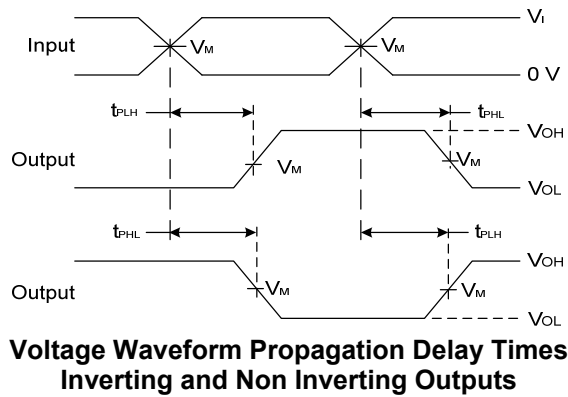 VI
Input
VM
VM
0 V
tPLH
tPHL
VOH
Output
VM
VM
VOL
tPHL
tPLH
VOH
Output
VM
VM
VOL
Voltage Waveform Propagation Delay Times
Inverting and Non Inverting Outputs